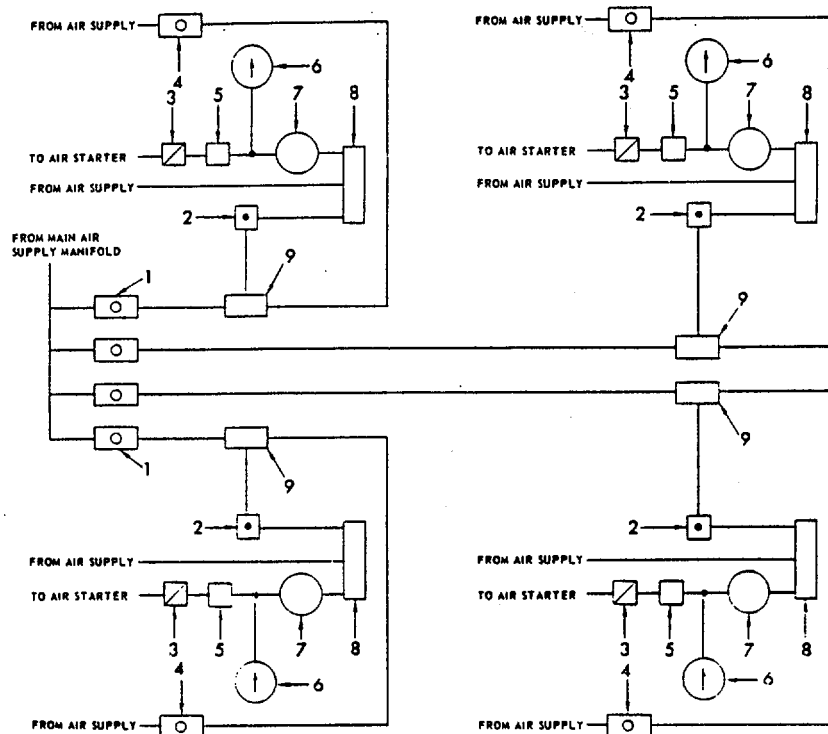 FROM AIR SUPPLY
FROM AIR SUPPLY
4
6
4
6
3
5
7
8
3
5
7
8
TO AIR STARTER
TO AIR STARTER
FROM AIR SUPPLY
FROM AIR SUPPLY
2
2
FROM MAIN AIR
SUPPLY MANIFOLD
1
9
9
9
1
9
2
2
FROM AIR SUPPLY
FROM AIR SUPPLY
TO AIR STARTER
TO AIR STARTER
3
5
7
8
3
5
7
8
4
6
4
6
FROM AIR SUPPLY
FROM AIR SUPPLY